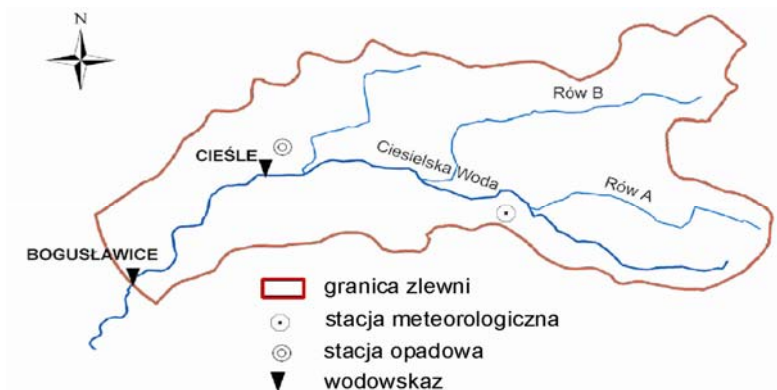 N
Rów B
CIEŚLE
Ciesielska Woda
Rów A
BOGUSŁAWICE
granica zlewni
stacja meteorologiczna
stacja opadowa
wodowskaz